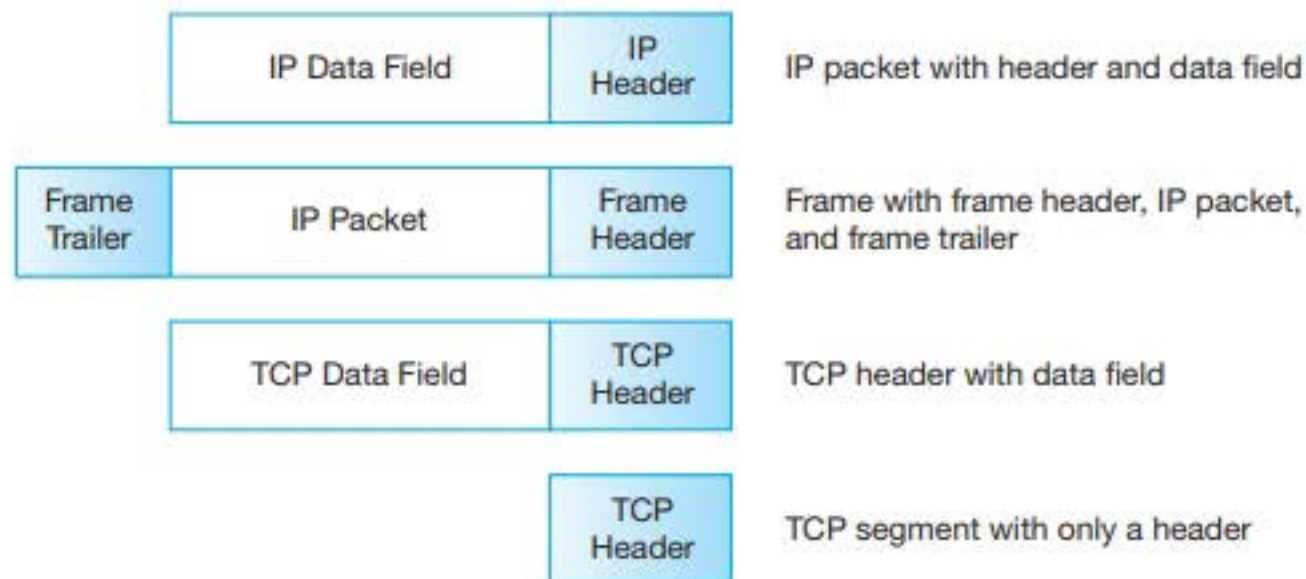 IP Data Field
IP
Header
IP packet with header and data field
Frame
Trailer
IP Packet
Frame
Header
Frame with frame header, IP packet,
and frame trailer
TCP Data Field
TCP
Header
TCP header with data field
TCP
Header
TCP segment with only a header